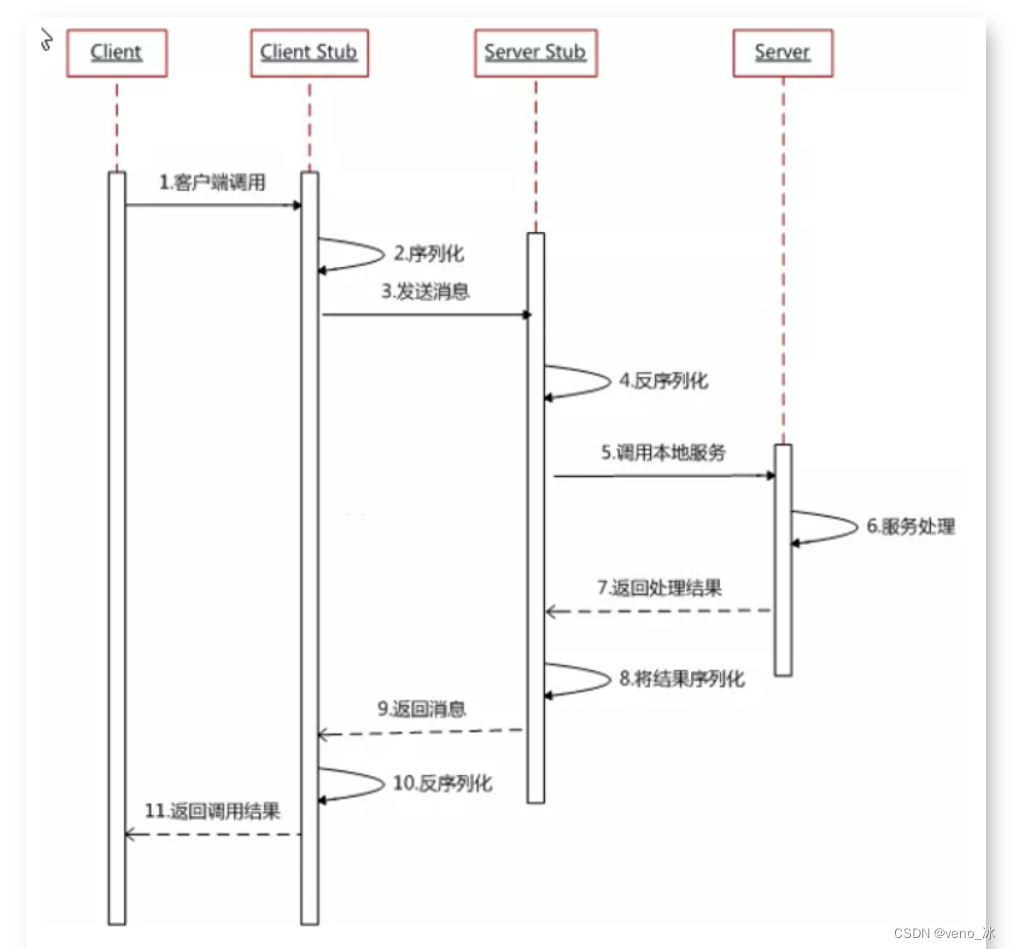 Client
Client Stub
Server Stub
Server
1.客户端调用
2.序列化
3.发送消息
4.反序列化
5.调用本地服务
6.服务处理
7.返回处理结果
8.将结果序列化
9.返回消息
10.反序列化
11.返回调用结果
CSDN @veno_冰